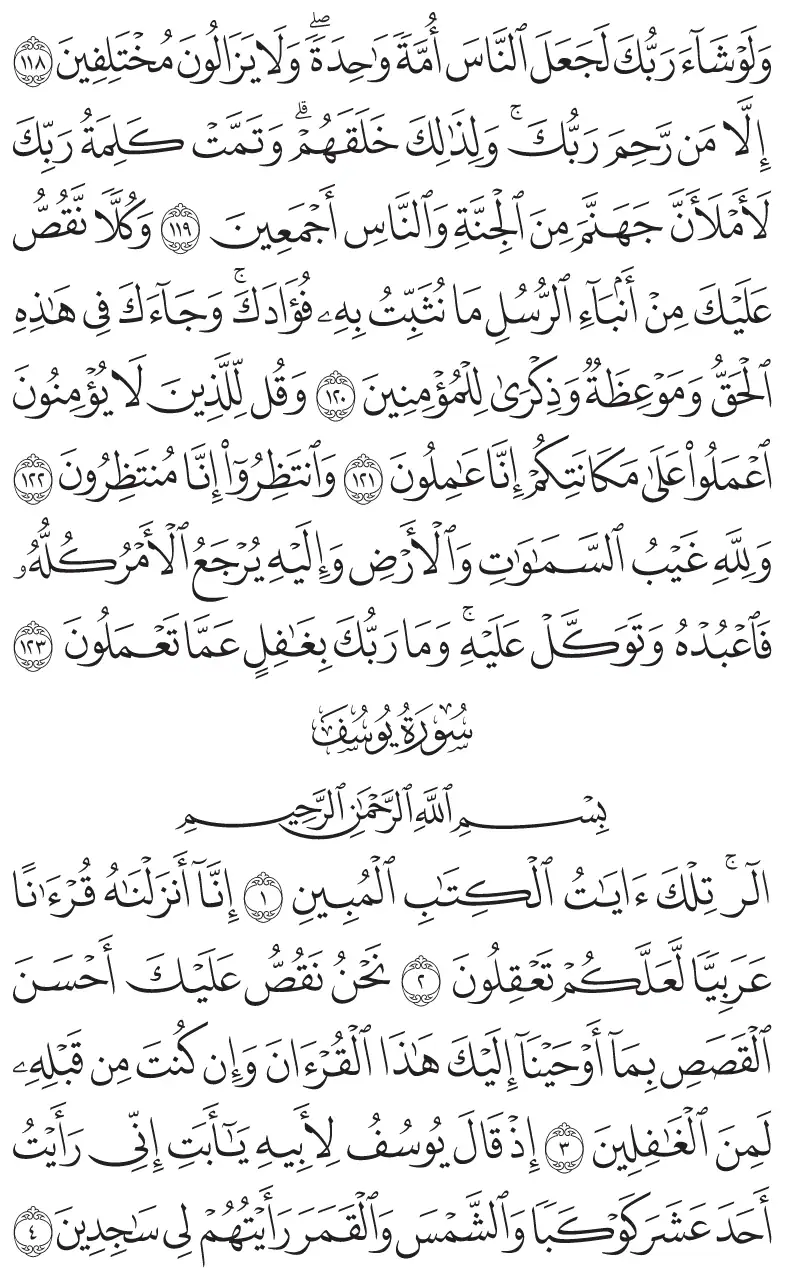 وَلَوْ شَآءَ رَبُّكَ لَجَعَلَ ٱلنَّاسَ أُمَّةً وَٰحِدَةً ۖ وَلَا يَزَالُونَ مُخْتَلِفِينَ ١١٨
إِلَّا مَن رَّحِمَ رَبُّكَ ۚ وَلِذَٰلِكَ خَلَقَهُمْ ۗ وَتَمَّتْ كَلِمَةُ رَبِّكَ
لَأَمْلَأَنَّ جَهَنَّمَ مِنَ ٱلْجِنَّةِ وَٱلنَّاسِ أَجْمَعِينَ ١١٩ وَكُلًّا نَّقُصُّ
عَلَيْكَ مِنْ أَنۢبَآءِ ٱلرُّسُلِ مَا نُثَبِّتُ بِهِۦ فُؤَادَكَ ۚ وَجَآءَكَ فِى هَٰذِهِ
ٱلْحَقُّ وَمَوْعِظَةٌ وَذِكْرَىٰ لِلْمُؤْمِنِينَ ١٢٠ وَقُل لِّلَّذِينَ لَا يُؤْمِنُونَ
ٱعْمَلُوا۟ عَلَىٰ مَكَانَتِكُمْ إِنَّا عَٰمِلُونَ ١٢١ وَٱنتَظِرُوٓا۟ إِنَّا مُنتَظِرُونَ ١٢٢
وَلِلَّهِ غَيْبُ ٱلسَّمَٰوَٰتِ وَٱلْأَرْضِ وَإِلَيْهِ يُرْجَعُ ٱلْأَمْرُ كُلُّهُۥ
فَٱعْبُدْهُ وَتَوَكَّلْ عَلَيْهِ ۚ وَمَا رَبُّكَ بِغَٰفِلٍ عَمَّا تَعْمَلُونَ ١٢٣
سُورَةُ يُوسُفَ
بِسْمِ ٱللَّهِ ٱلرَّحْمَٰنِ ٱلرَّحِيمِ
الٓر ۚ تِلْكَ ءَايَٰتُ ٱلْكِتَٰبِ ٱلْمُبِينِ ١ إِنَّآ أَنزَلْنَٰهُ قُرْءَٰنًا
عَرَبِيًّا لَّعَلَّكُمْ تَعْقِلُونَ ٢ نَحْنُ نَقُصُّ عَلَيْكَ أَحْسَنَ
ٱلْقَصَصِ بِمَآ أَوْحَيْنَآ إِلَيْكَ هَٰذَا ٱلْقُرْءَانَ وَإِن كُنتَ مِن قَبْلِهِۦ
لَمِنَ ٱلْغَٰفِلِينَ ٣ إِذْ قَالَ يُوسُفُ لِأَبِيهِ يَٰٓأَبَتِ إِنِّى رَأَيْتُ
أَحَدَ عَشَرَ كَوْكَبًا وَٱلشَّمْسَ وَٱلْقَمَرَ رَأَيْتُهُمْ لِى سَٰجِدِينَ ٤